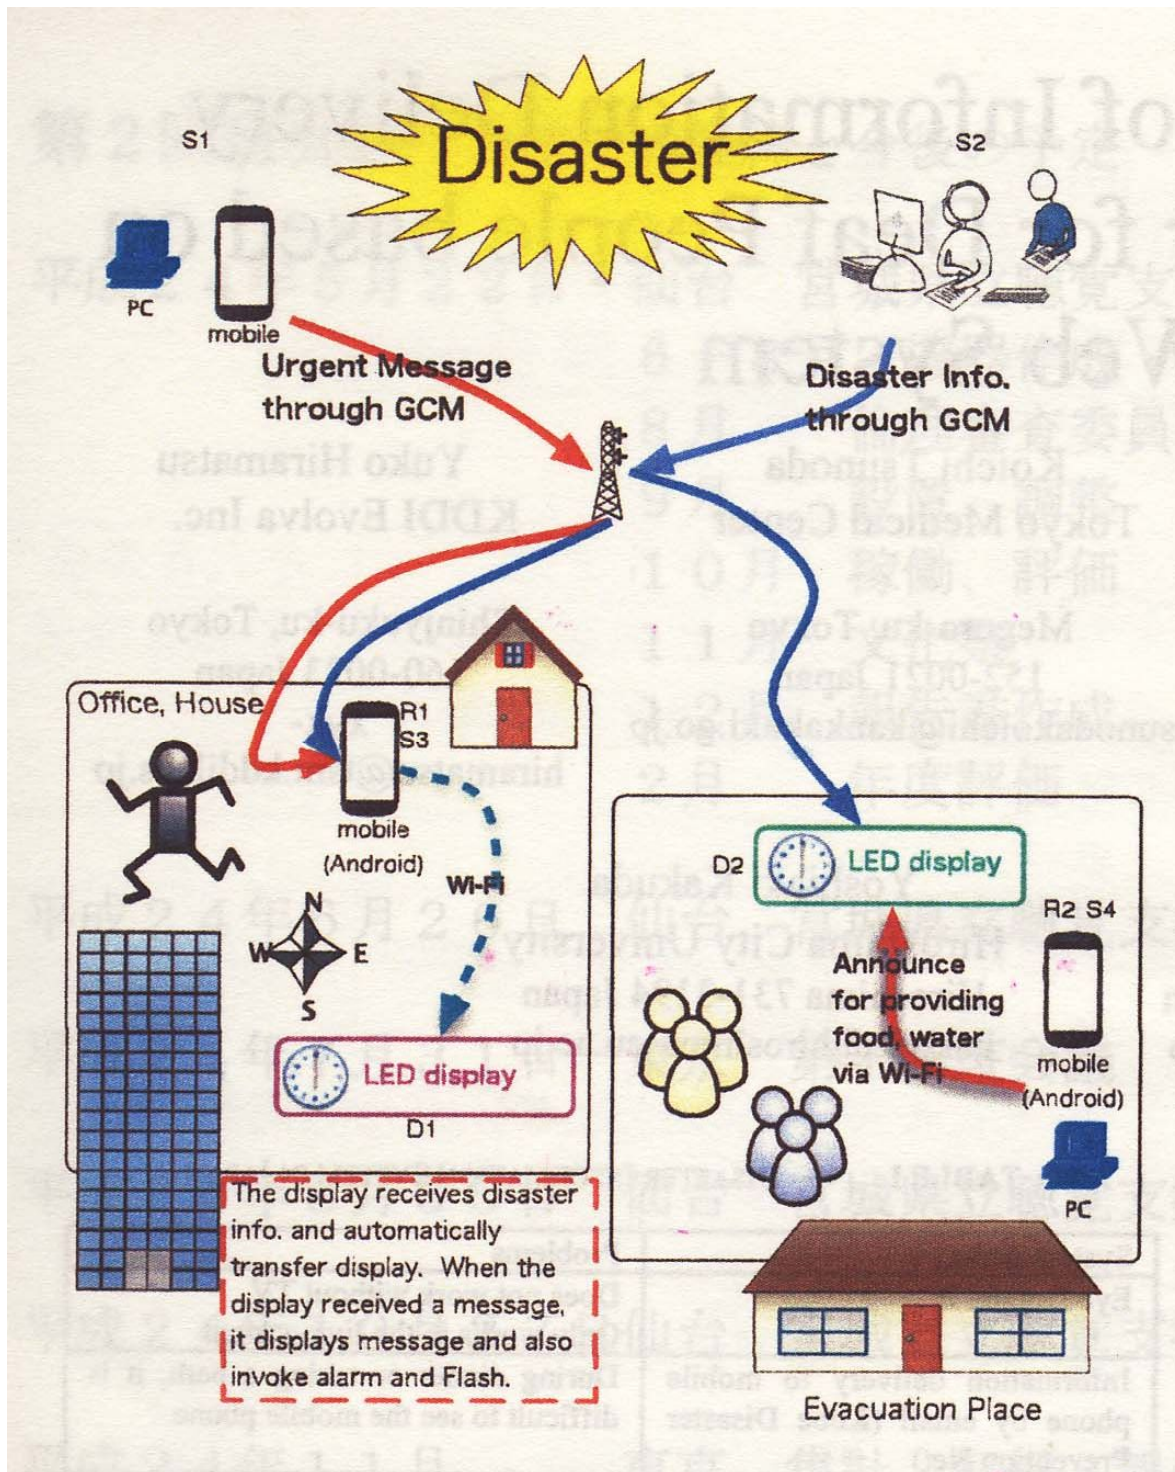 Disaster
S1
S2
PC
mobile
Urgent Message
through GCM
Disaster Info.
through GCM
Office, House
R1
S3
mobile
(Android)
Wi-Fi
N
W
E
S
LED display
D1
D2
LED display
R2 S4
Announce
for providing
food, water
via Wi-Fi
mobile
(Android)
PC
The display receives disaster
info. and automatically
transfer display. When the
display received a message,
it displays message and also
invoke alarm and Flash.
Evacuation Place